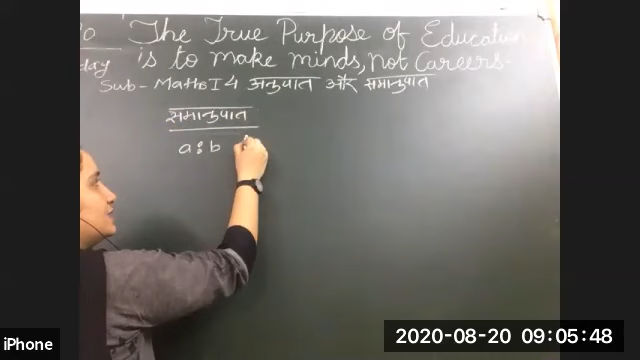 The True Purpose of Education
day is to make minds, not Careers.
Sub - Maths I 4 अनुपात और समानुपात
समानुपात
a : b
iPhone
2020-08-20 09:05:48